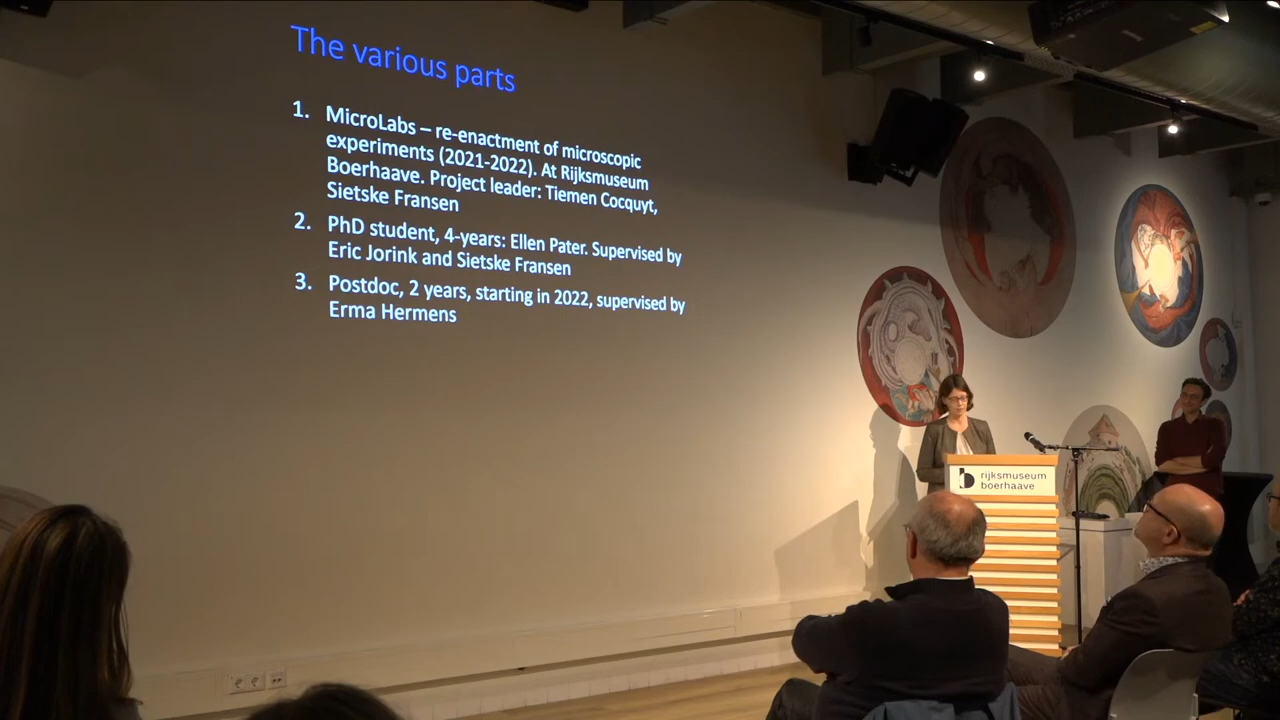 The various parts
1. MicroLabs – re-enactment of microscopic
experiments (2021-2022). At Rijksmuseum
Boerhaave. Project leader: Tiemen Cocquyt,
Sietske Fransen
2. PhD student, 4-years: Ellen Pater. Supervised by
Eric Jorink and Sietske Fransen
3. Postdoc, 2 years, starting in 2022, supervised by
Erma Hermens
rijksmuseum
boerhaave